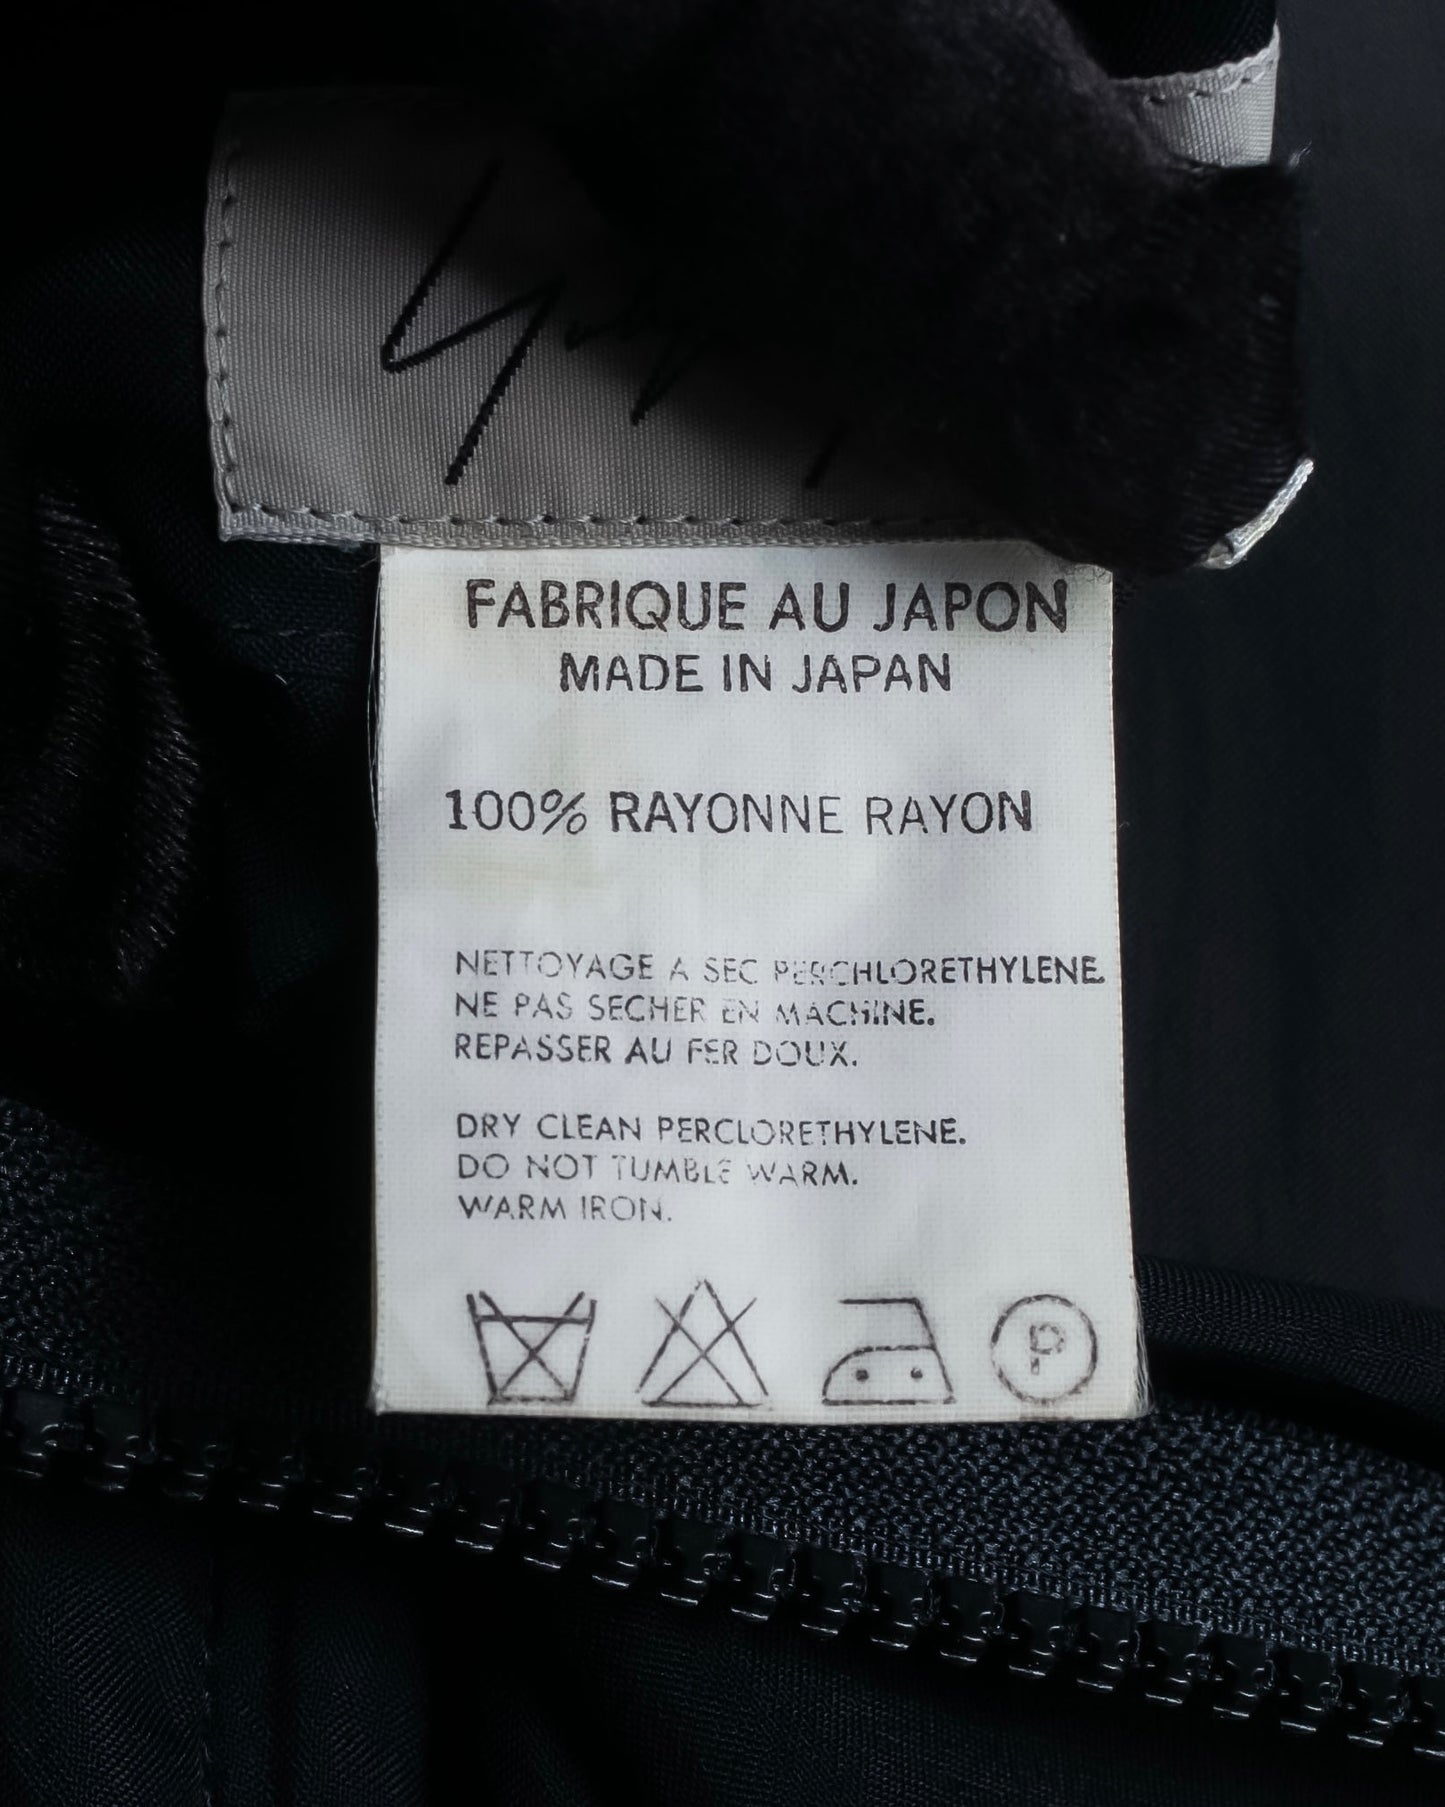 FABRIQUE AU JAPON
MADE IN JAPAN
100% RAYONNE RAYON
NETTOYAGE A SEC PERCHLORETHYLENE.
NE PAS SECHER EN MACHINE.
REPASSER AU FER DOUX.
DRY CLEAN PERCLORETHYLENE.
DO NOT TUMBLE WARM.
WARM IRON.
P